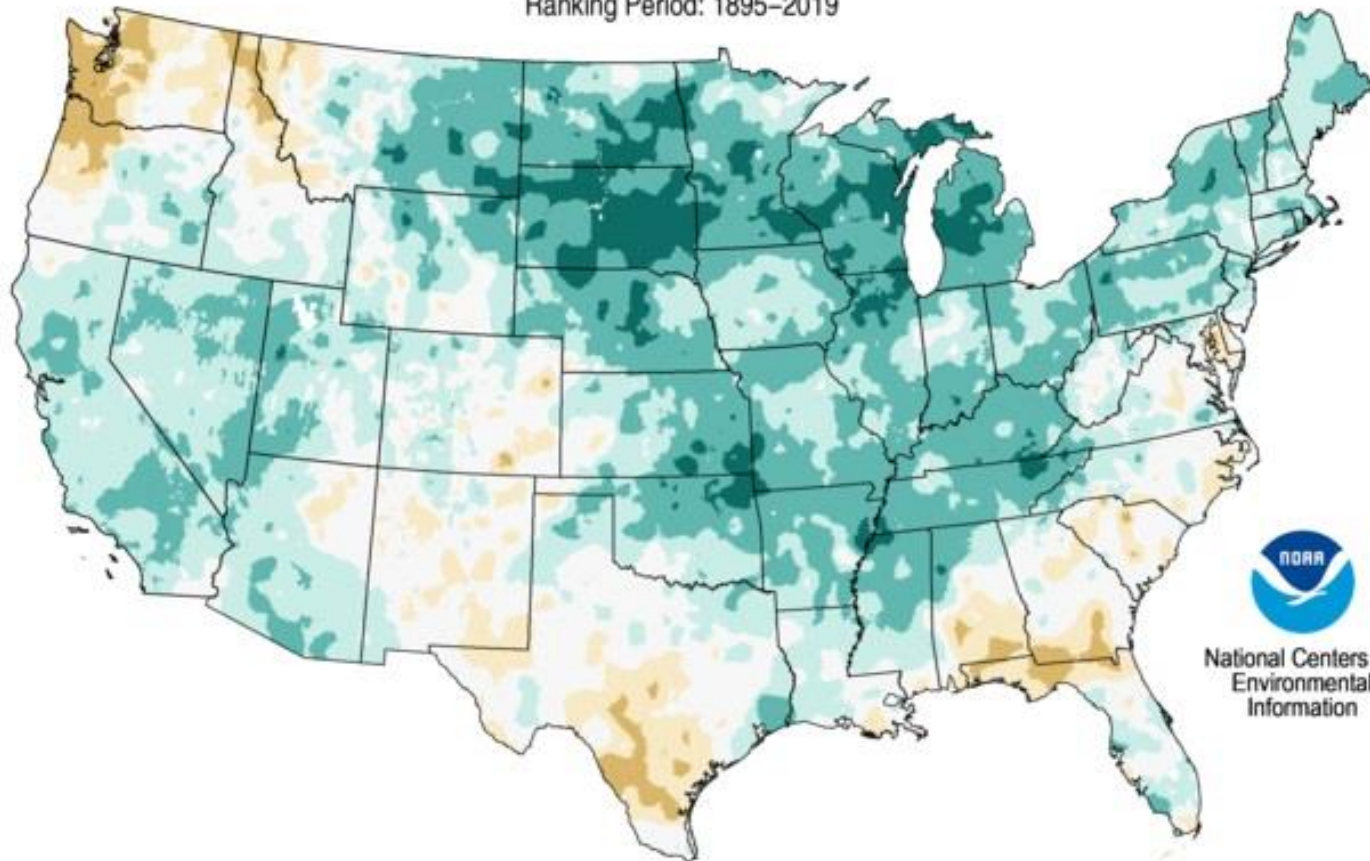 Ranking Period: 1895–2019
NOAA
National Centers
Environmental
Information